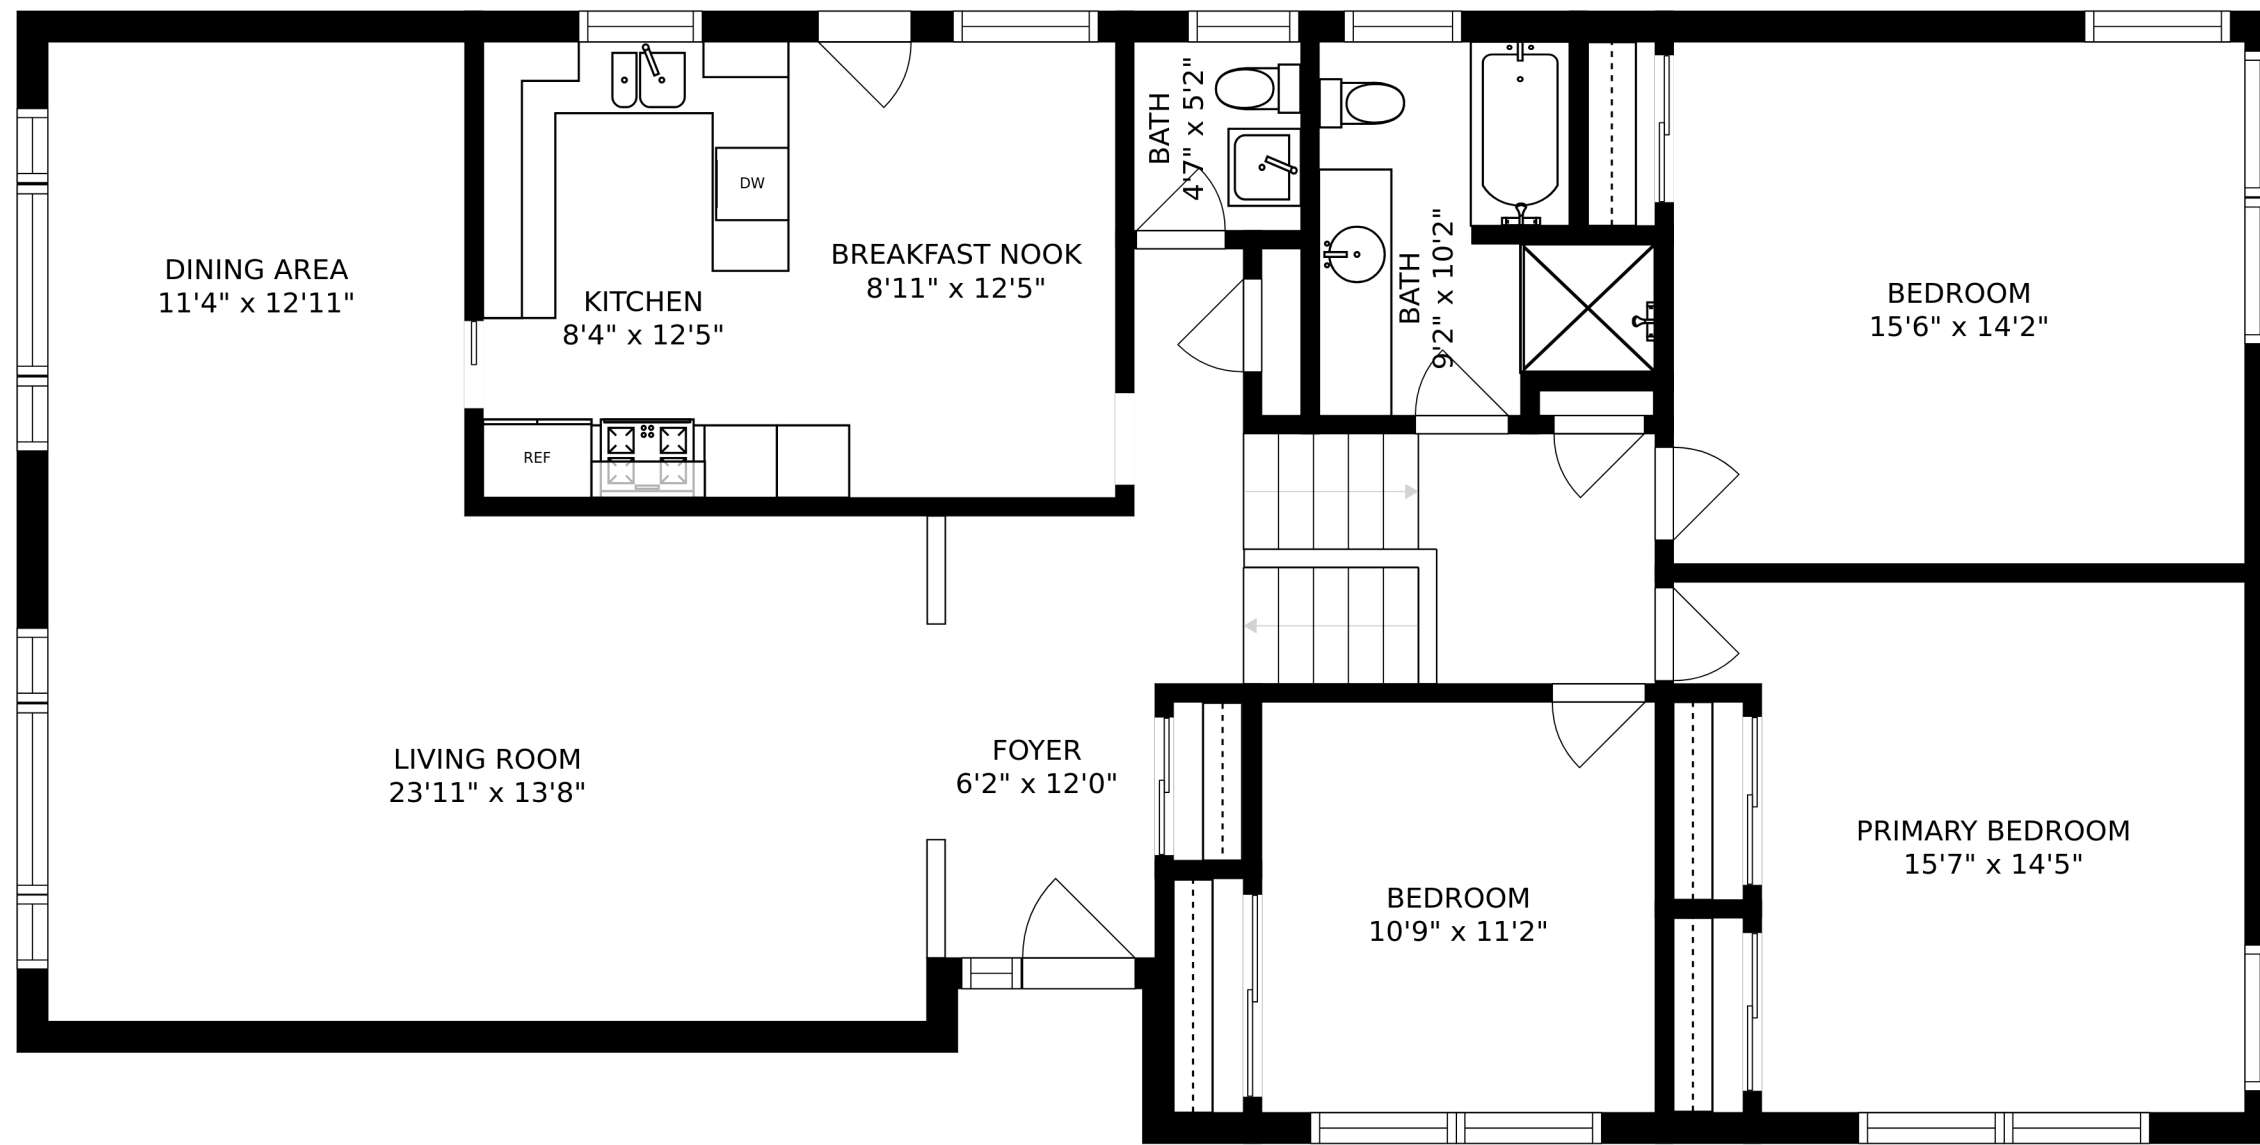 DINING AREA
11'4" x 12'11"
KITCHEN
8'4" x 12'5"
DW
REF
BREAKFAST NOOK
8'11" x 12'5"
BATH
4'7" x 5'2"
BATH
9'2" x 10'2"
BEDROOM
15'6" x 14'2"
LIVING ROOM
23'11" x 13'8"
FOYER
6'2" x 12'0"
BEDROOM
10'9" x 11'2"
PRIMARY BEDROOM
15'7" x 14'5"